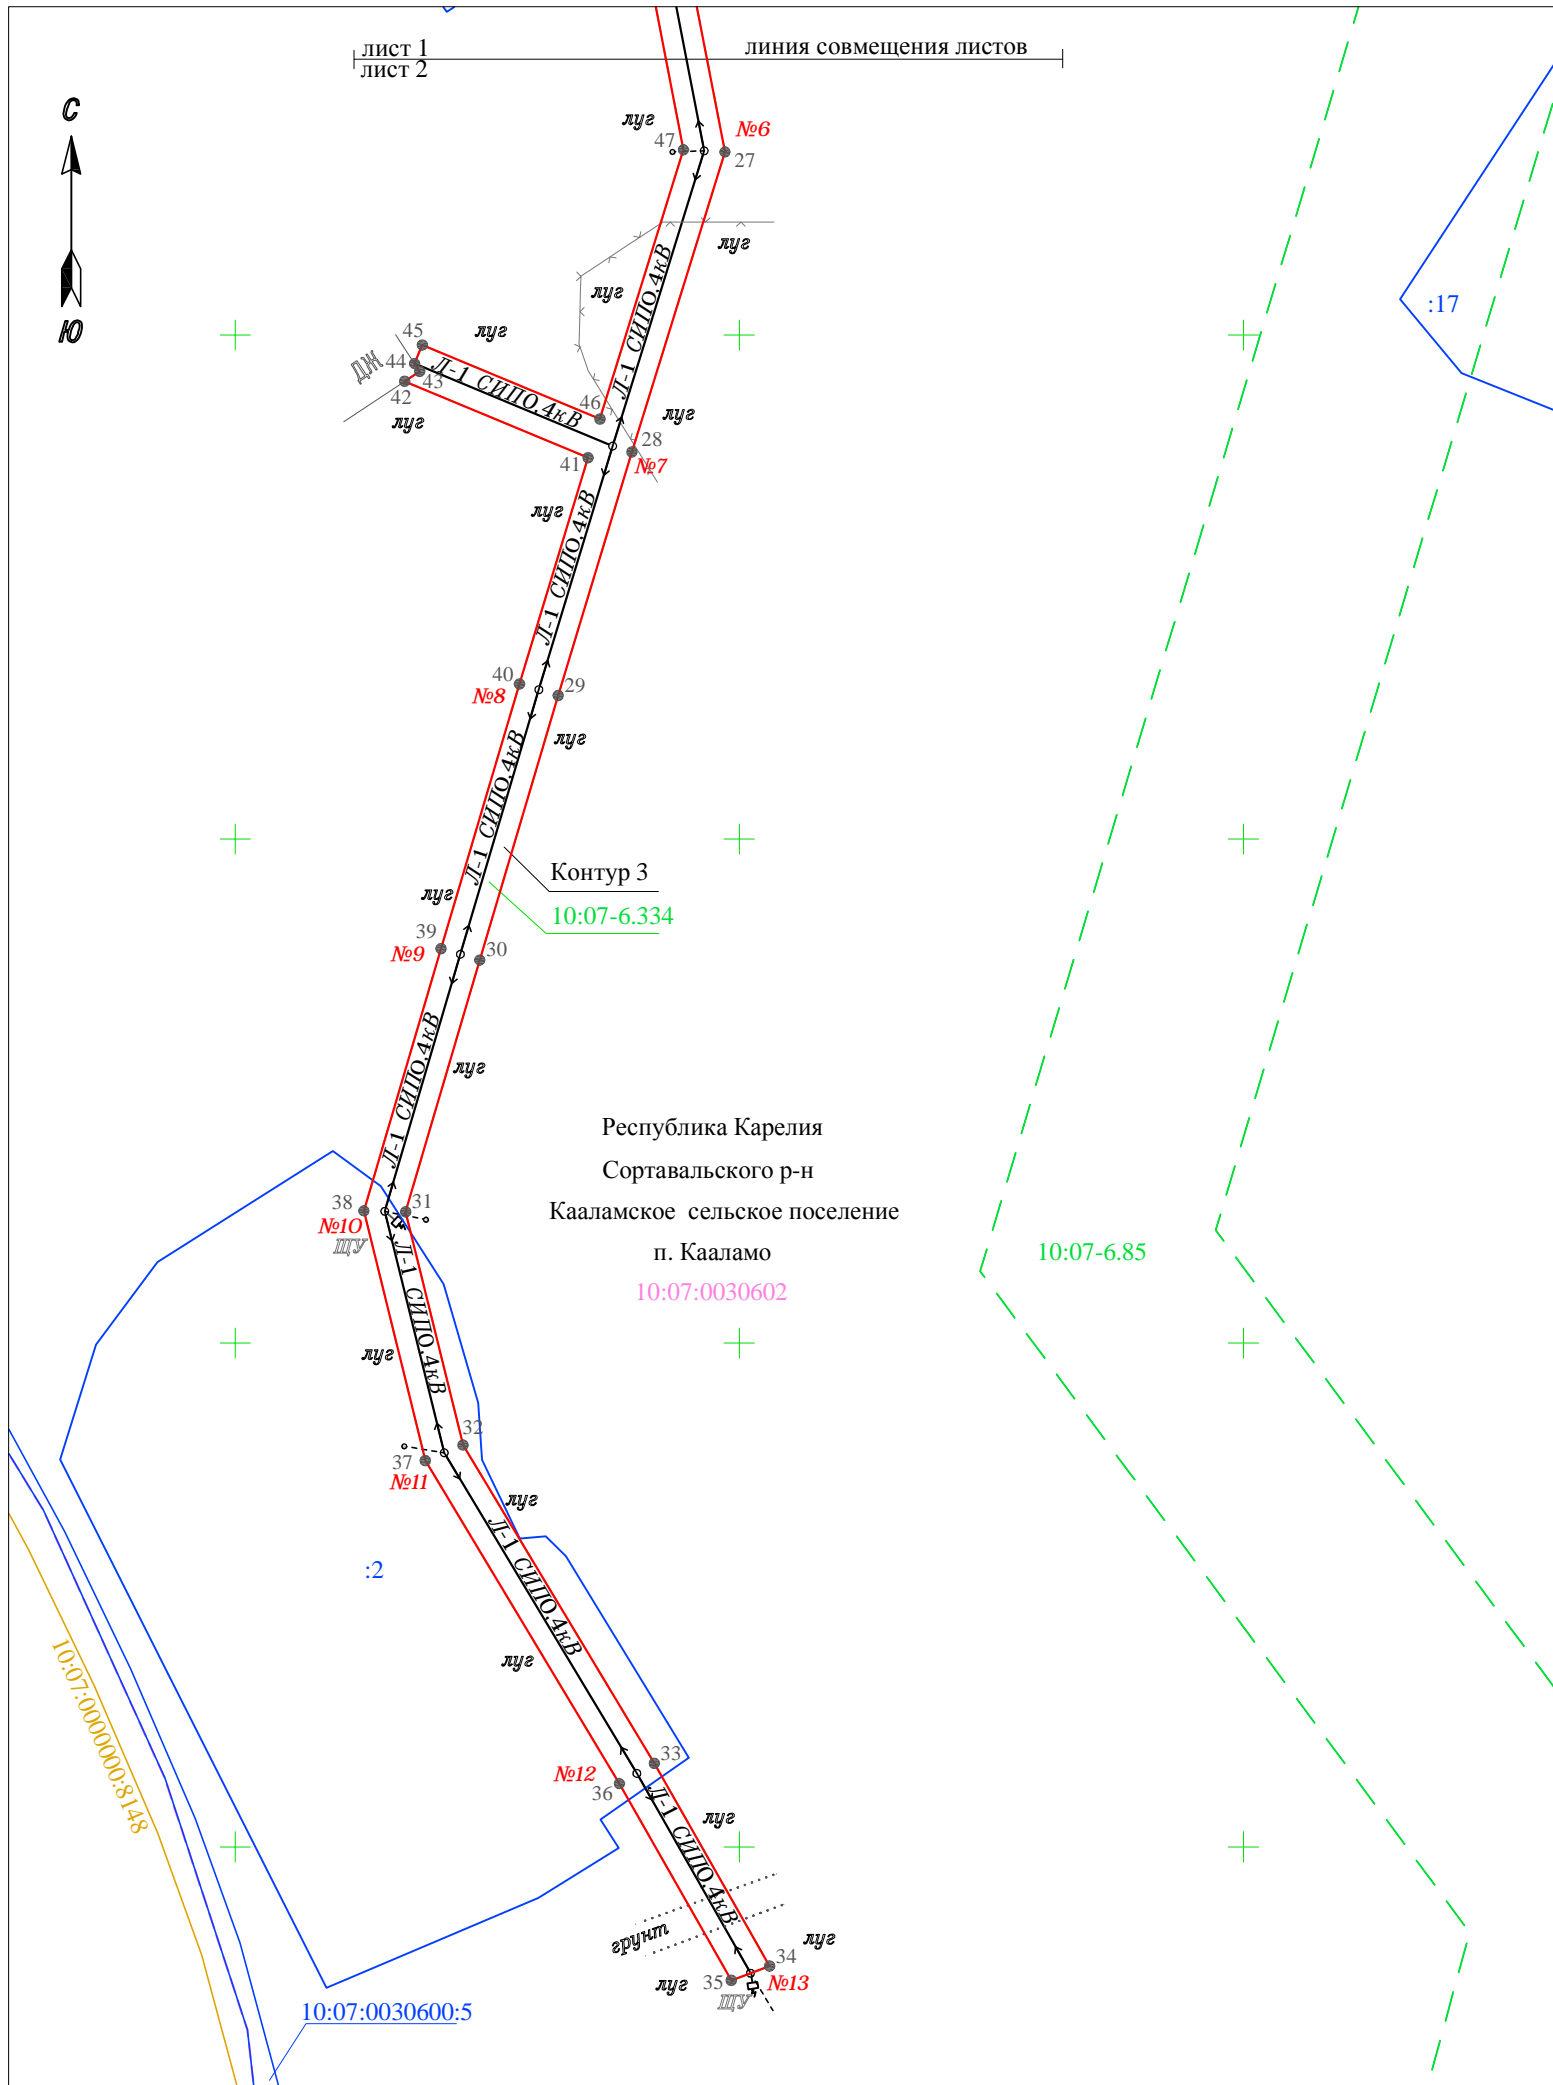 лист 1
линия совмещения листов
лист 2
С
Ю
луг
47
№6
27
луг
луг
Л-1 СИПО,4кВ
:17
45
луг
44
ДЖ
43
Л-1 СИПО,4кВ
42
луг
46
луг
28
№7
41
луг
Л-1 СИПО,4кВ
40
№8
29
луг
Л-1 СИПО,4кВ
Контур 3
10:07-6.334
луг
39
№9
30
Л-1 СИПО,4кВ
луг
Республика Карелия
Сортавальского р-н
Кааламское сельское поселение
п. Кааламо
10:07:0030602
10:07-6.85
38
31
№10
ЩУ
Л-1 СИПО,4кВ
луг
32
37
№11
луг
Л-1 СИПО,4кВ
:2
луг
10:07:0000000:8148
33
№12
36
Л-1 СИПО,4кВ
луг
грунт
луг
34
35
луг
№13
ЩУ
10:07:0030600:5